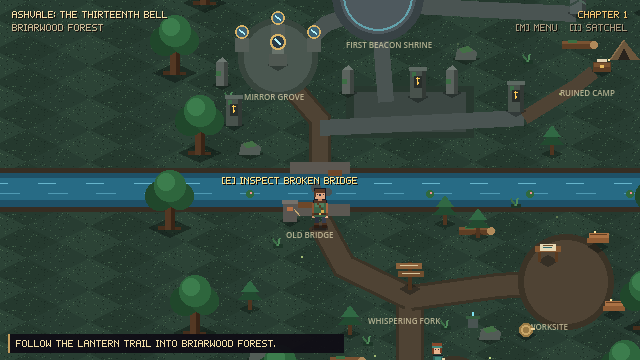 ASHVALE: THE THIRTEENTH BELL
BRIARWOOD FOREST
CHAPTER 1
[M] MENU [I] SATCHEL
FIRST BEACON SHRINE
MIRROR GROVE
RUINED CAMP
[E] INSPECT BROKEN BRIDGE
OLD BRIDGE
WHISPERING FORK
WORKSITE
FOLLOW THE LANTERN TRAIL INTO BRIARWOOD FOREST.